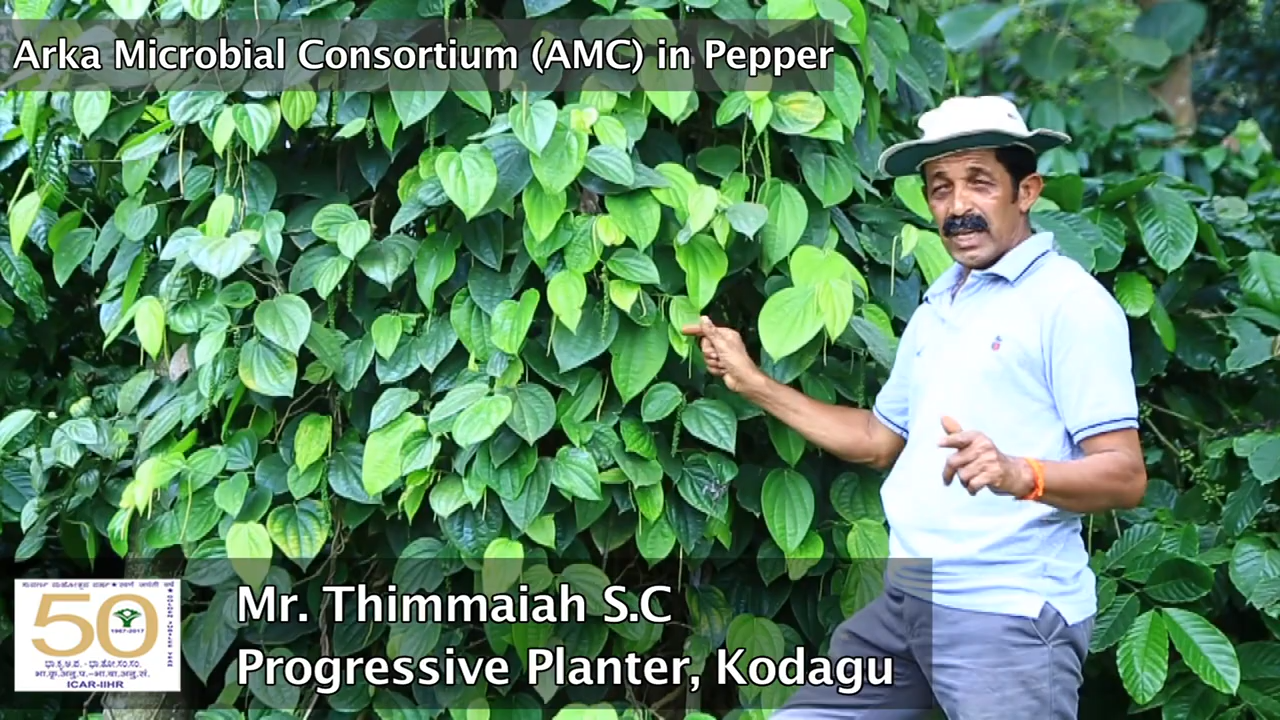 Arka Microbial Consortium (AMC) in Pepper
50
1967-2017
ICAR-IIHR
Mr. Thimmaiah S.C
Progressive Planter, Kodagu